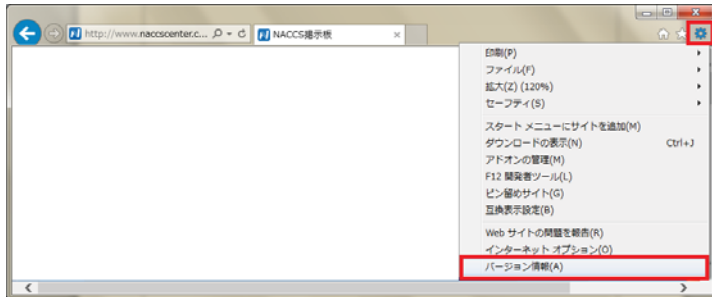 http://www.naccscenter.c...
NACCS掲示板
印刷(P)
ファイル(F)
拡大(Z) (120%)
セーフティ(S)
スタート メニューにサイトを追加(M)
ダウンロードの表示(N) Ctrl+J
アドオンの管理(M)
F12 開発者ツール(L)
ピン留めサイト(G)
互換表示設定(B)
Web サイトの問題を報告(R)
インターネット オプション(O)
バージョン情報(A)